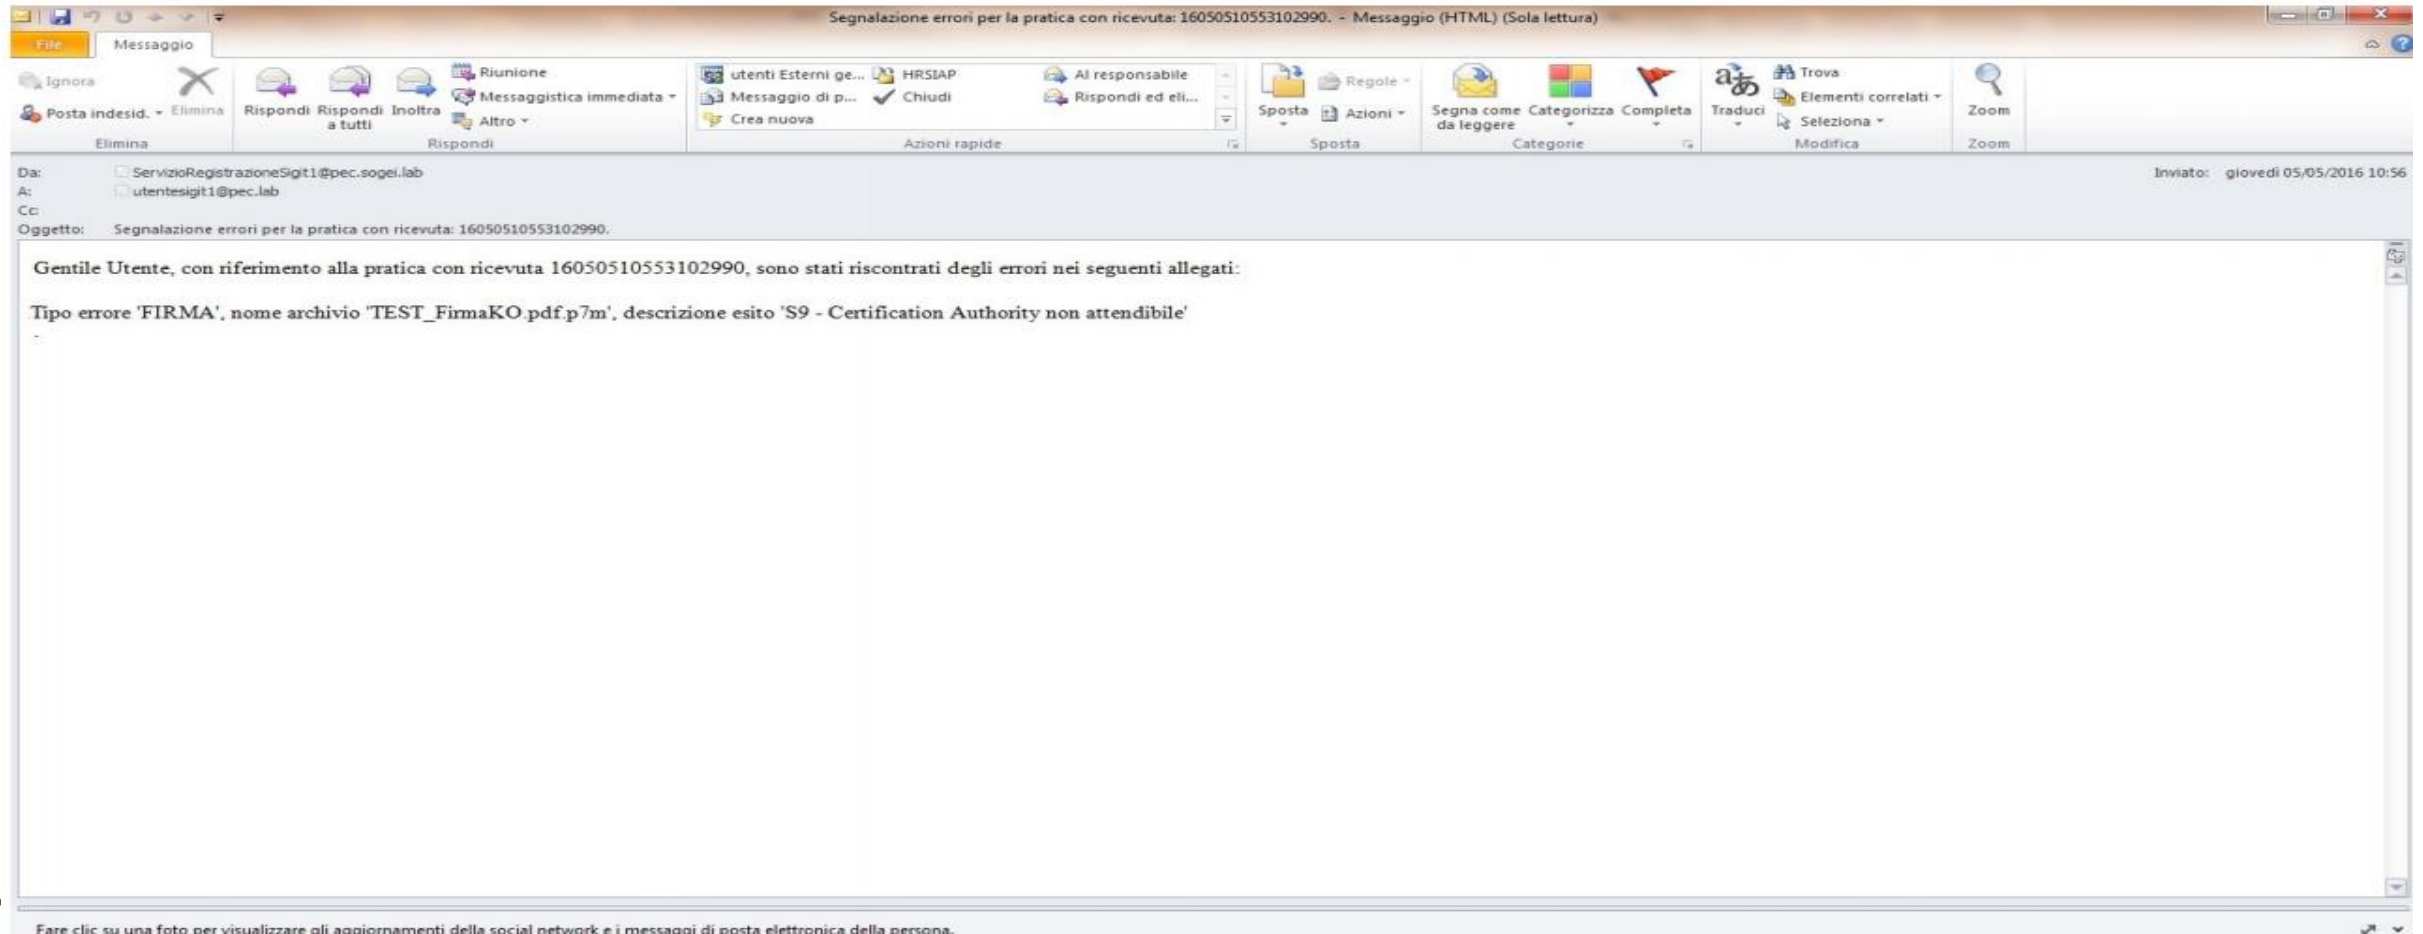 Segnalazione errori per la pratica con ricevuta: 16050510553102990. - Messaggio (HTML) (Sola lettura)
File Messaggio
Ignora
Posta indesid.
Elimina
Elimina
Rispondi
Rispondi a tutti
Inoltra
Riunione
Messaggistica immediata
Altro
Rispondi
utenti Esterni ge... HRSIAP Al responsabile
Messaggio di p... Chiudi Rispondi ed eli...
Crea nuova
Azioni rapide
Sposta
Regole
Azioni
Sposta
Segna come da leggere
Categorizza
Completa
Categorie
Traduci
Trova
Elementi correlati
Seleziona
Modifica
Zoom
Zoom
Da: ServizioRegistrazioneSigit1@pec.sogei.lab Inviato: giovedì 05/05/2016 10:56
A: utentesigit1@pec.lab
Cc:
Oggetto: Segnalazione errori per la pratica con ricevuta: 16050510553102990.
Gentile Utente, con riferimento alla pratica con ricevuta 16050510553102990, sono stati riscontrati degli errori nei seguenti allegati:
Tipo errore 'FIRMA', nome archivio 'TEST_FirmaKO.pdf.p7m', descrizione esito 'S9 - Certification Authority non attendibile'
.
Fare clic su una foto per visualizzare gli aggiornamenti della social network e i messaggi di posta elettronica della persona.